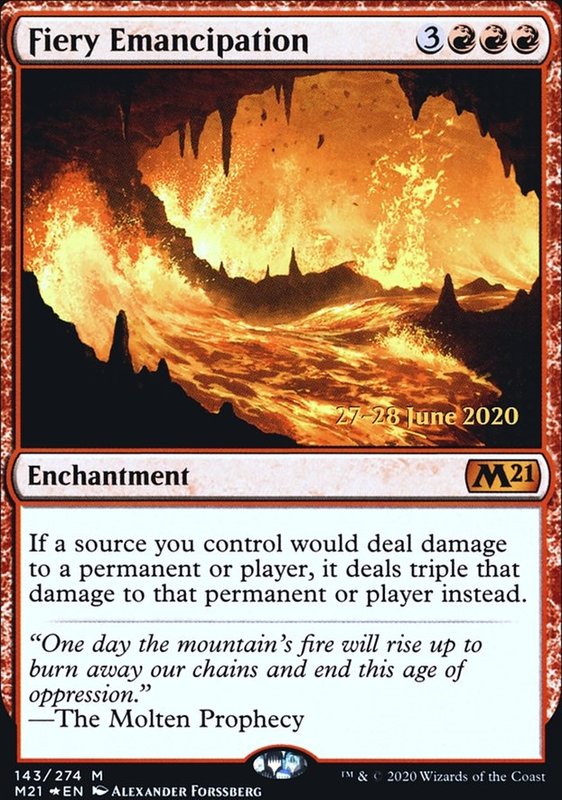 Fiery Emancipation 3
27–28 June 2020
Enchantment M21
If a source you control would deal damage
to a permanent or player, it deals triple that
damage to that permanent or player instead.
“One day the mountain’s fire will rise up to
burn away our chains and end this age of
oppression.”
—The Molten Prophecy
143/274 M
M21 ★ EN Alexander Forssberg
™ & © 2020 Wizards of the Coast